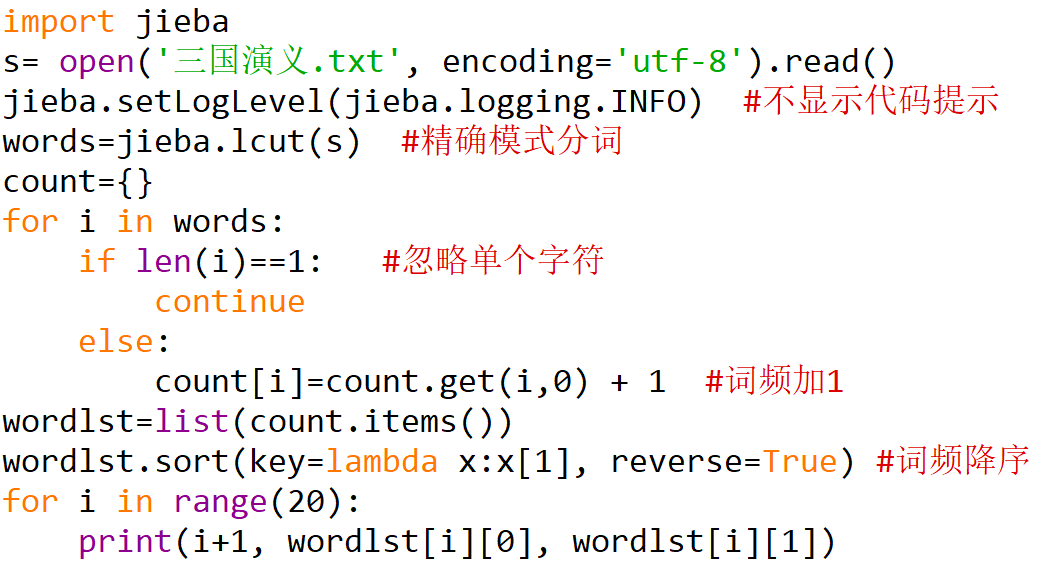 import jieba
s= open('三国演义.txt', encoding='utf-8').read()
jieba.setLogLevel(jieba.logging.INFO)  #不显示代码提示
words=jieba.lcut(s)  #精确模式分词
count={}
for i in words:
    if len(i)==1:   #忽略单个字符
        continue
    else:
        count[i]=count.get(i,0) + 1  #词频加1
wordlst=list(count.items())
wordlst.sort(key=lambda x:x[1], reverse=True) #词频降序
for i in range(20):
    print(i+1, wordlst[i][0], wordlst[i][1])